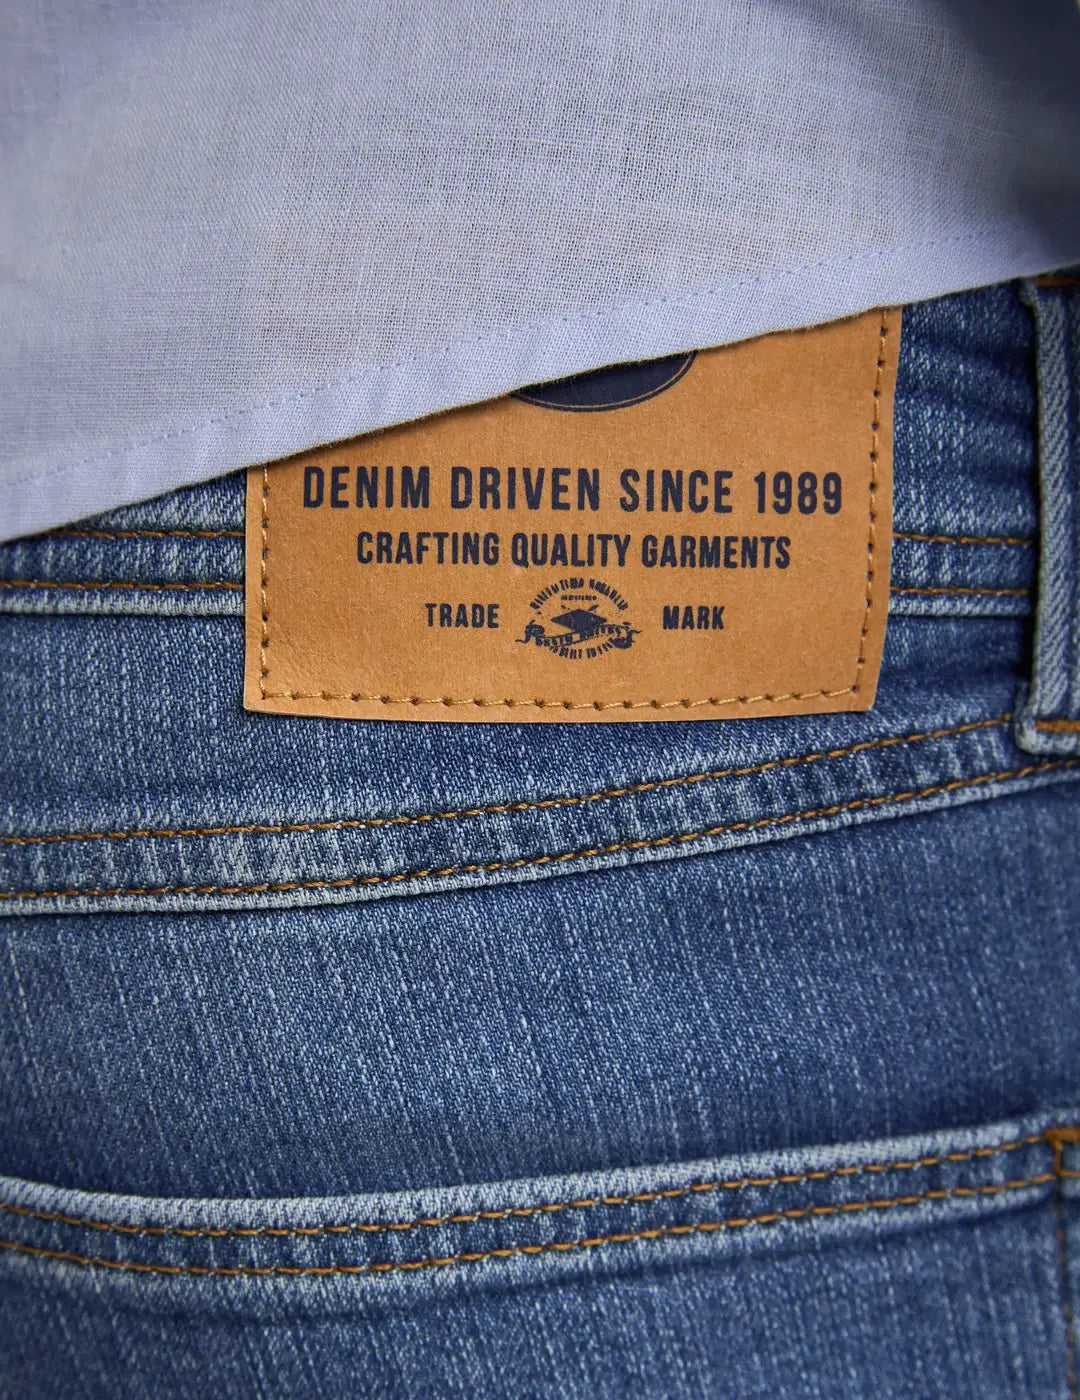 DENIM DRIVEN SINCE 1989
CRAFTING QUALITY GARMENTS
TRADE MARK